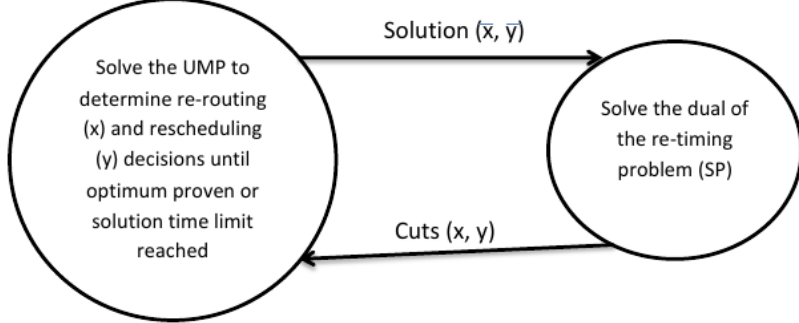 Solve the UMP to
determine re-routing
(x) and rescheduling
(y) decisions until
optimum proven or
solution time limit
reached
Solution (x̅, y̅)
Solve the dual of
the re-timing
problem (SP)
Cuts (x, y)